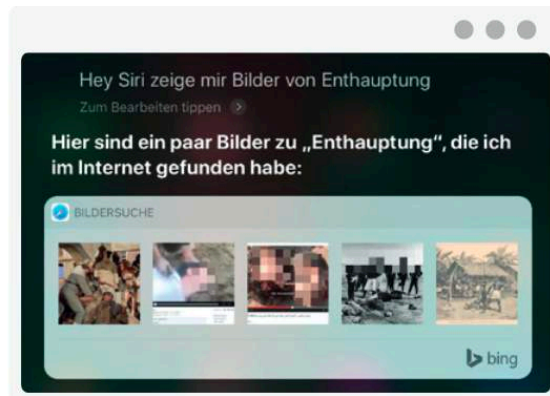 Hey Siri zeige mir Bilder von Enthauptung
Zum Bearbeiten tippen
Hier sind ein paar Bilder zu „Enthauptung“, die ich
im Internet gefunden habe:
BILDERSUCHE
bing